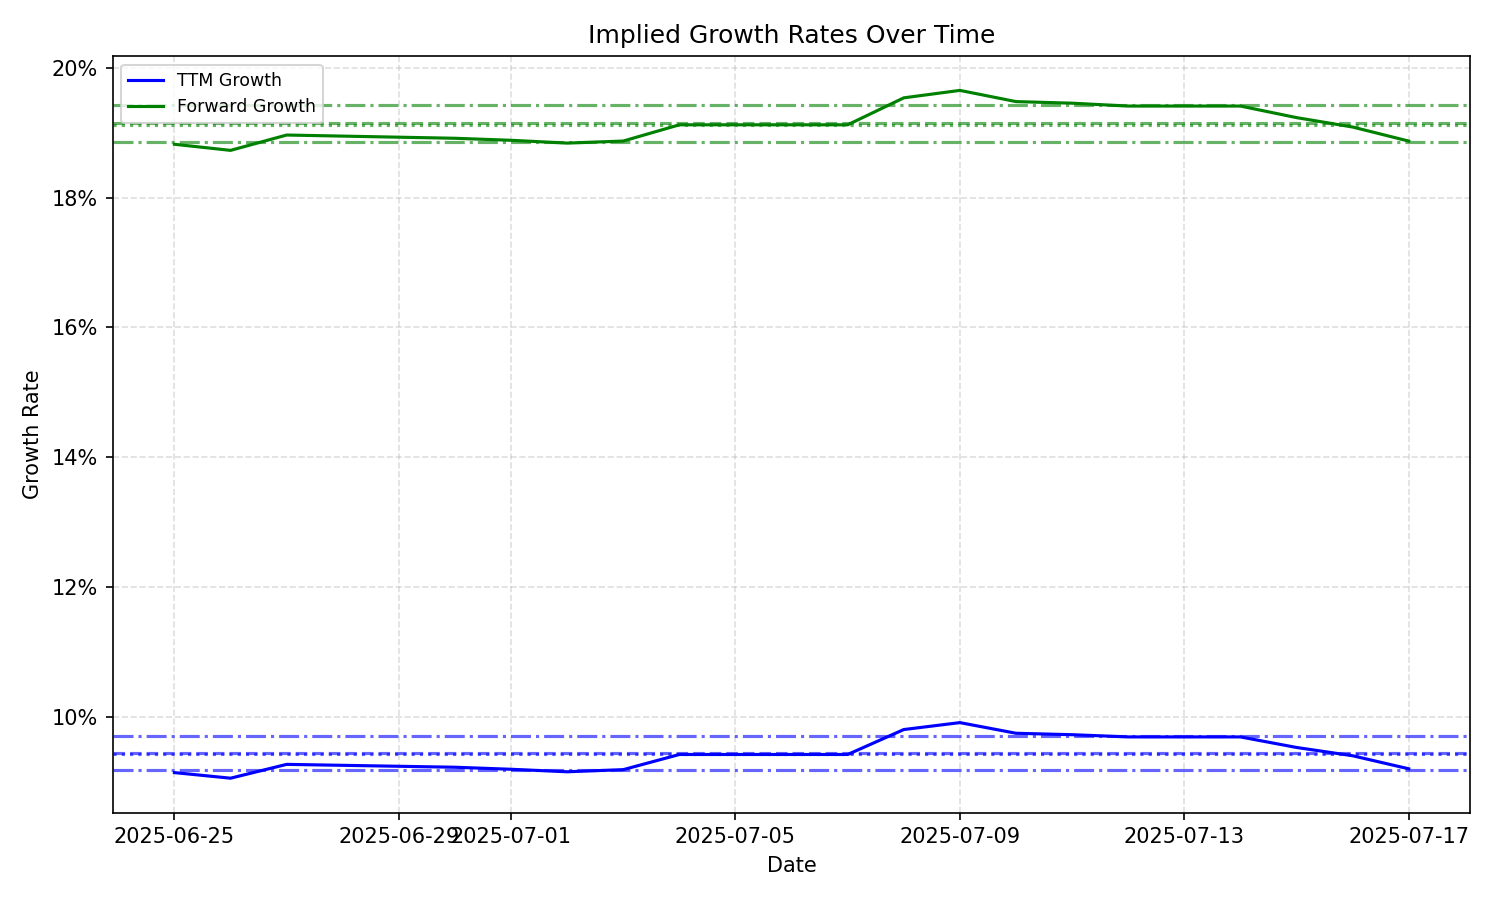 Implied Growth Rates Over Time
TTM Growth
Forward Growth
20%
18%
16%
14%
12%
10%
Growth Rate
2025-06-25
2025-06-29
2025-07-01
2025-07-05
2025-07-09
2025-07-13
2025-07-17
Date